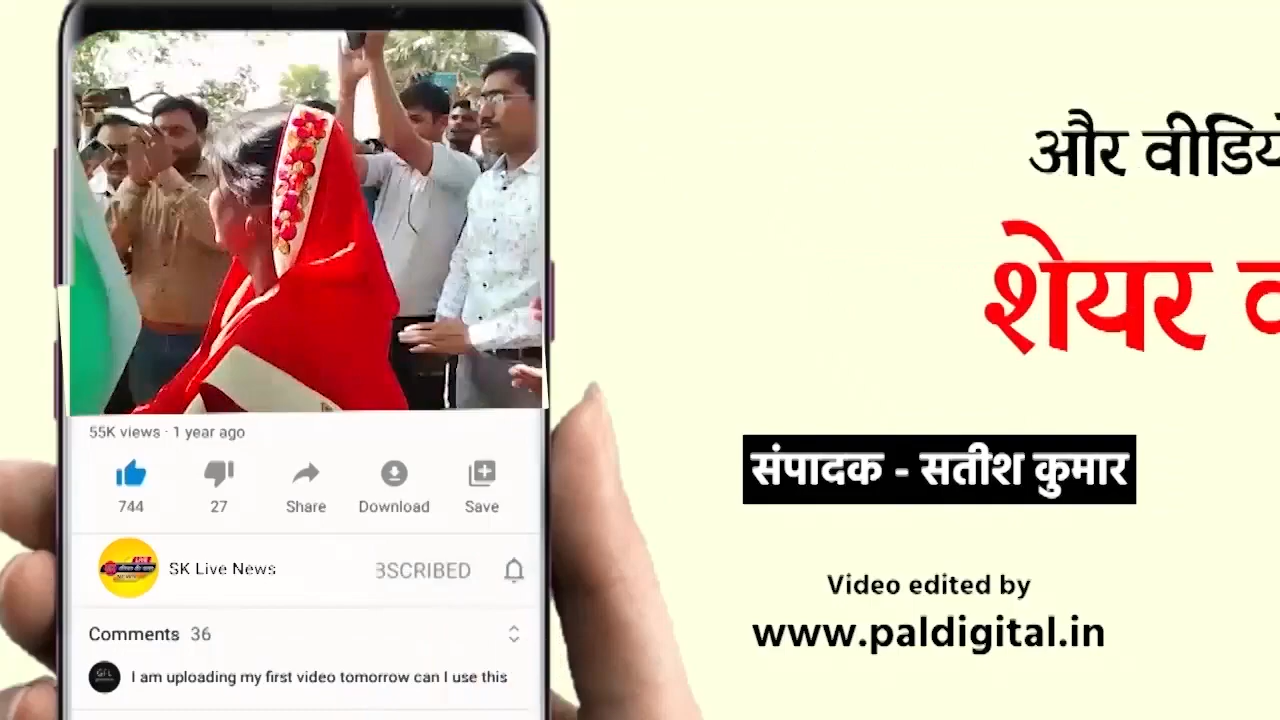 और वीडियो
शेयर
संपादक - सतीश कुमार
Video edited by
www.paldigital.in
55K views · 1 year ago
744
27
Share
Download
Save
SK Live News
BSCRIBED
Comments 36
GFL
I am uploading my first video tomorrow can I use this